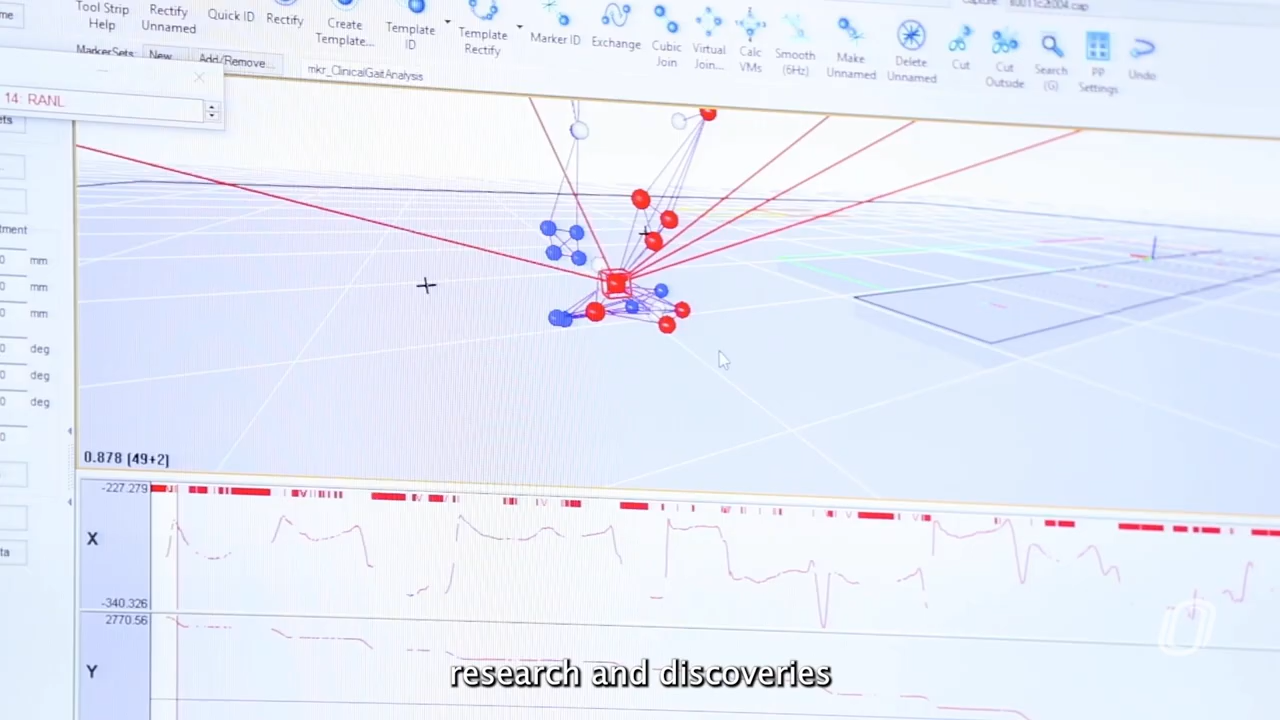 Tool Strip Help
Rectify Unnamed
Quick ID
Rectify
Create Template...
Template ID
Template Rectify
Marker ID
Exchange
Cubic Join
Virtual Join...
Calc VMs
Smooth (6Hz)
Make Unnamed
Delete Unnamed
Cut
Cut Outside
Search (G)
PP Settings
Undo
MarkerSets
New...
Add/Remove...
mkr_ClinicalGaitAnalysis
14: RANL
mm
mm
mm
deg
deg
deg
0.878 [49+2]
-227.279
X
-340.326
2770.56
Y
research and discoveries